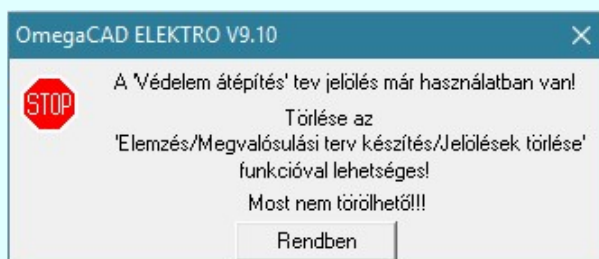 OmegaCAD ELEKTRO V9.10
STOP
A 'Védelem átépítés' tev jelölés már használatban van!
Törlése az
'Elemzés/Megvalósulási terv készítés/Jelölések törlése'
funkcióval lehetséges!
Most nem törölhető!!!
Rendben